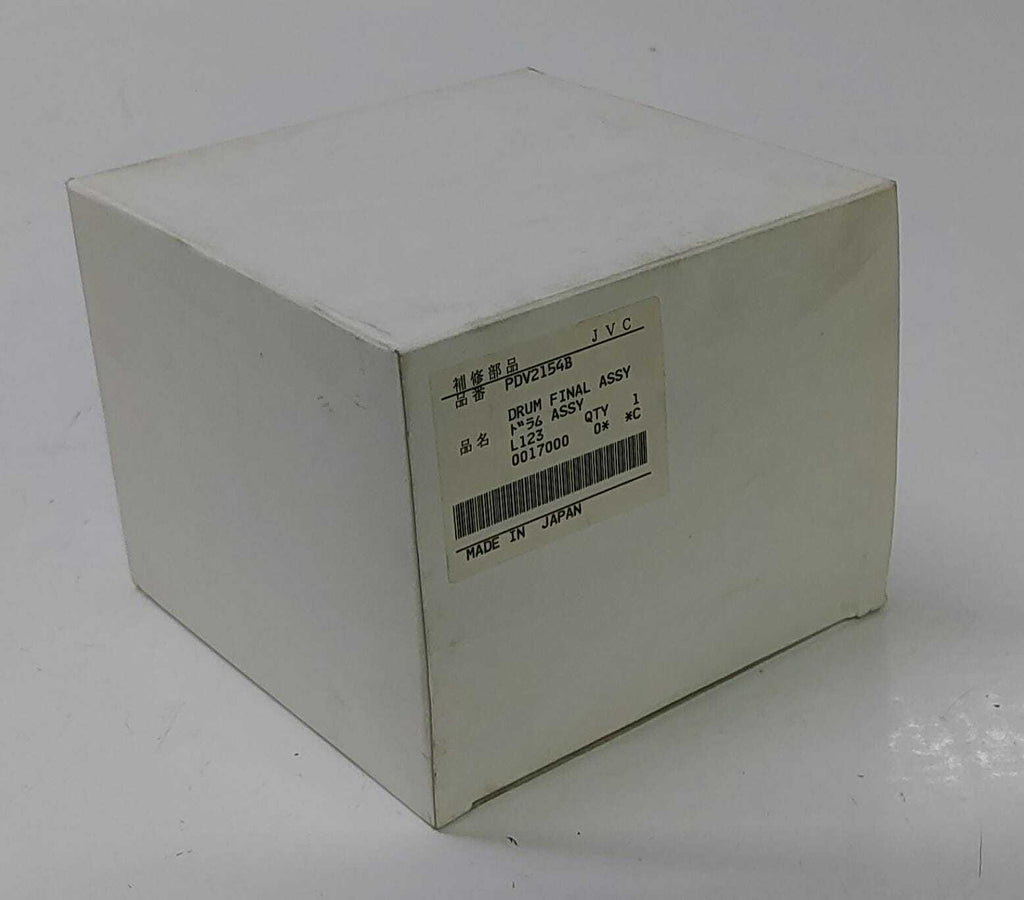 補修部品 JVC
品番 PDV2154B
DRUM FINAL ASSY
品名 ドラム ASSY
L123 QTY 1
0017000 0* *C
MADE IN JAPAN